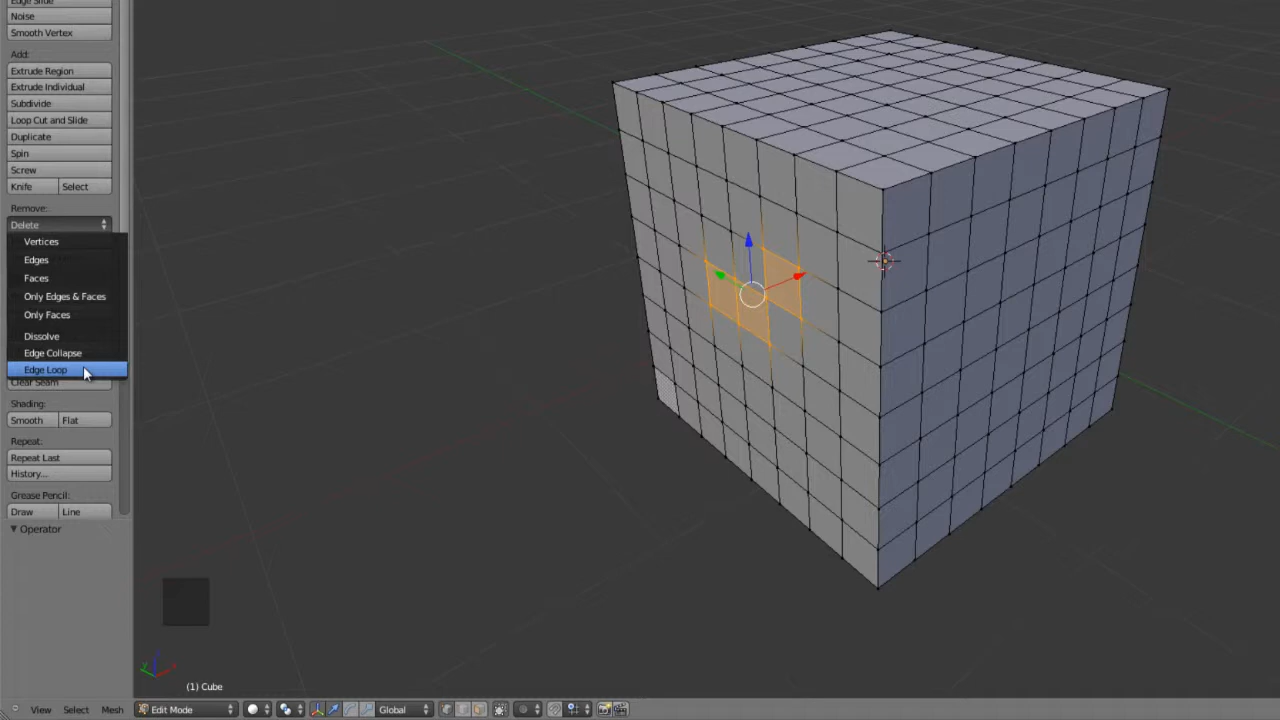 Edge Slide
Noise
Smooth Vertex
Add:
Extrude Region
Extrude Individual
Subdivide
Loop Cut and Slide
Duplicate
Spin
Screw
Knife Select
Remove:
Delete
Vertices
Edges
Faces
Only Edges & Faces
Only Faces
Dissolve
Edge Collapse
Edge Loop
Clear Seam
Shading:
Smooth Flat
Repeat:
Repeat Last
History...
Grease Pencil:
Draw Line
Operator
(1) Cube
View Select Mesh Edit Mode Global